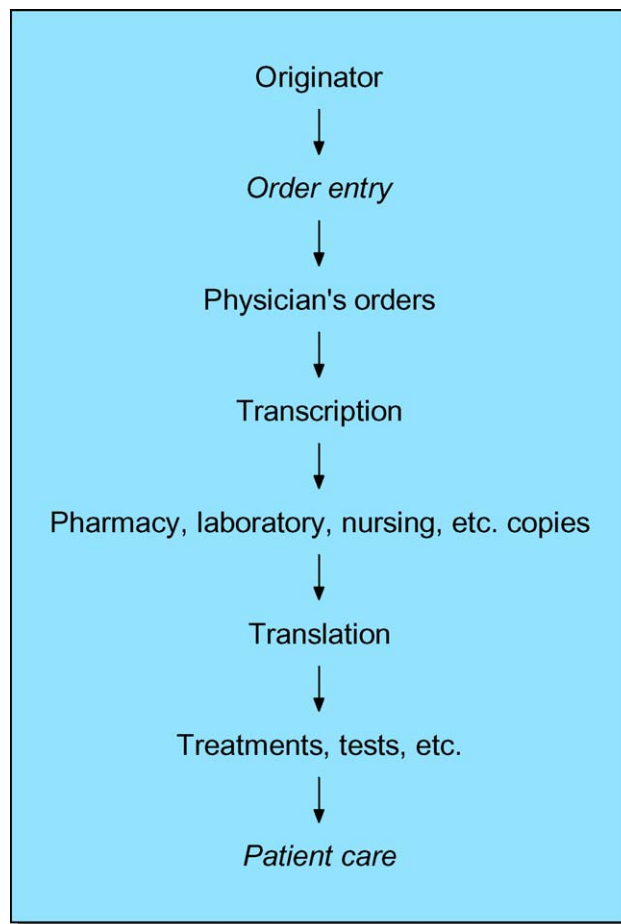 Originator
Order entry
Physician's orders
Transcription
Pharmacy, laboratory, nursing, etc. copies
Translation
Treatments, tests, etc.
Patient care